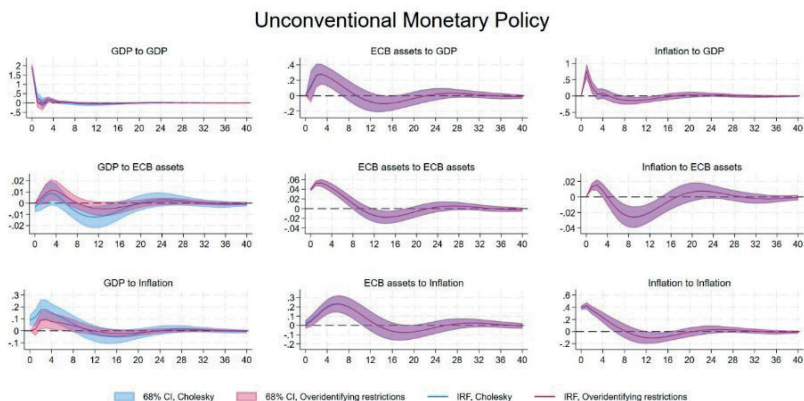 Unconventional Monetary Policy
GDP to GDP
2
1.5
1
.5
0
-.5
0 4 8 12 16 20 24 28 32 36 40
ECB assets to GDP
.4
.2
0
-.2
0 4 8 12 16 20 24 28 32 36 40
Inflation to GDP
1
.5
0
-.5
0 4 8 12 16 20 24 28 32 36 40
GDP to ECB assets
.02
.01
0
-.01
-.02
0 4 8 12 16 20 24 28 32 36 40
ECB assets to ECB assets
.06
.04
.02
0
-.02
-.04
0 4 8 12 16 20 24 28 32 36 40
Inflation to ECB assets
.02
0
-.02
-.04
0 4 8 12 16 20 24 28 32 36 40
GDP to Inflation
.3
.2
.1
0
-.1
0 4 8 12 16 20 24 28 32 36 40
ECB assets to Inflation
.3
.2
.1
0
-.1
-.2
0 4 8 12 16 20 24 28 32 36 40
Inflation to Inflation
.6
.4
.2
0
-.2
0 4 8 12 16 20 24 28 32 36 40
68% CI, Cholesky 68% CI, Overidentifying restrictions IRF, Cholesky IRF, Overidentifying restrictions